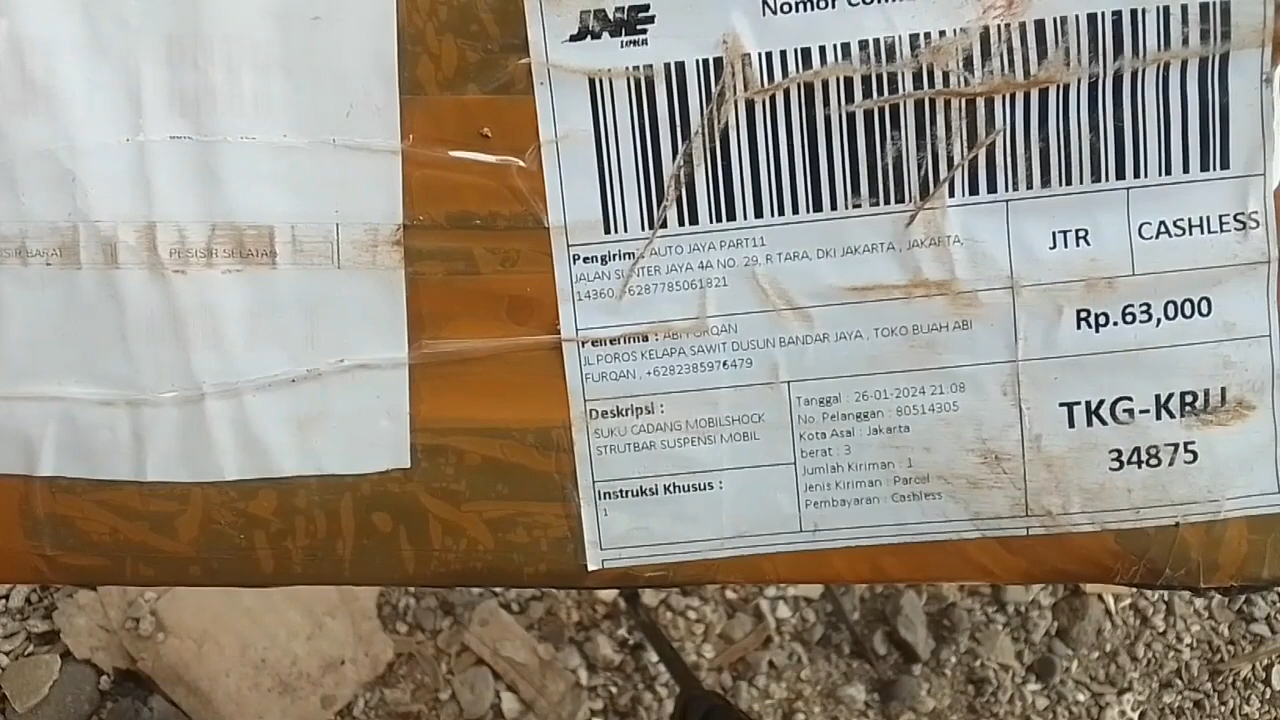 JNE
EXPRESS
Nomor
PESISIR SELATAN
BARAT
Pengirim : AUTO JAYA PART11
JALAN SUNTER JAYA 4A NO. 29, R TARA, DKI JAKARTA , JAKARTA,
14360, +6287785061821
JTR
CASHLESS
Rp.63,000
Penerima : ABI FURQAN
JL.POROS KELAPA SAWIT DUSUN BANDAR JAYA , TOKO BUAH ABI
FURQAN , +6282385976479
Deskripsi :
SUKU CADANG MOBILSHOCK
STRUTBAR SUSPENSI MOBIL
Instruksi Khusus :
1
Tanggal : 26-01-2024 21:08
No. Pelanggan : 80514305
Kota Asal : Jakarta
berat : 3
Jumlah Kiriman : 1
Jenis Kiriman : Parcel
Pembayaran : Cashless
TKG-KRU
34875